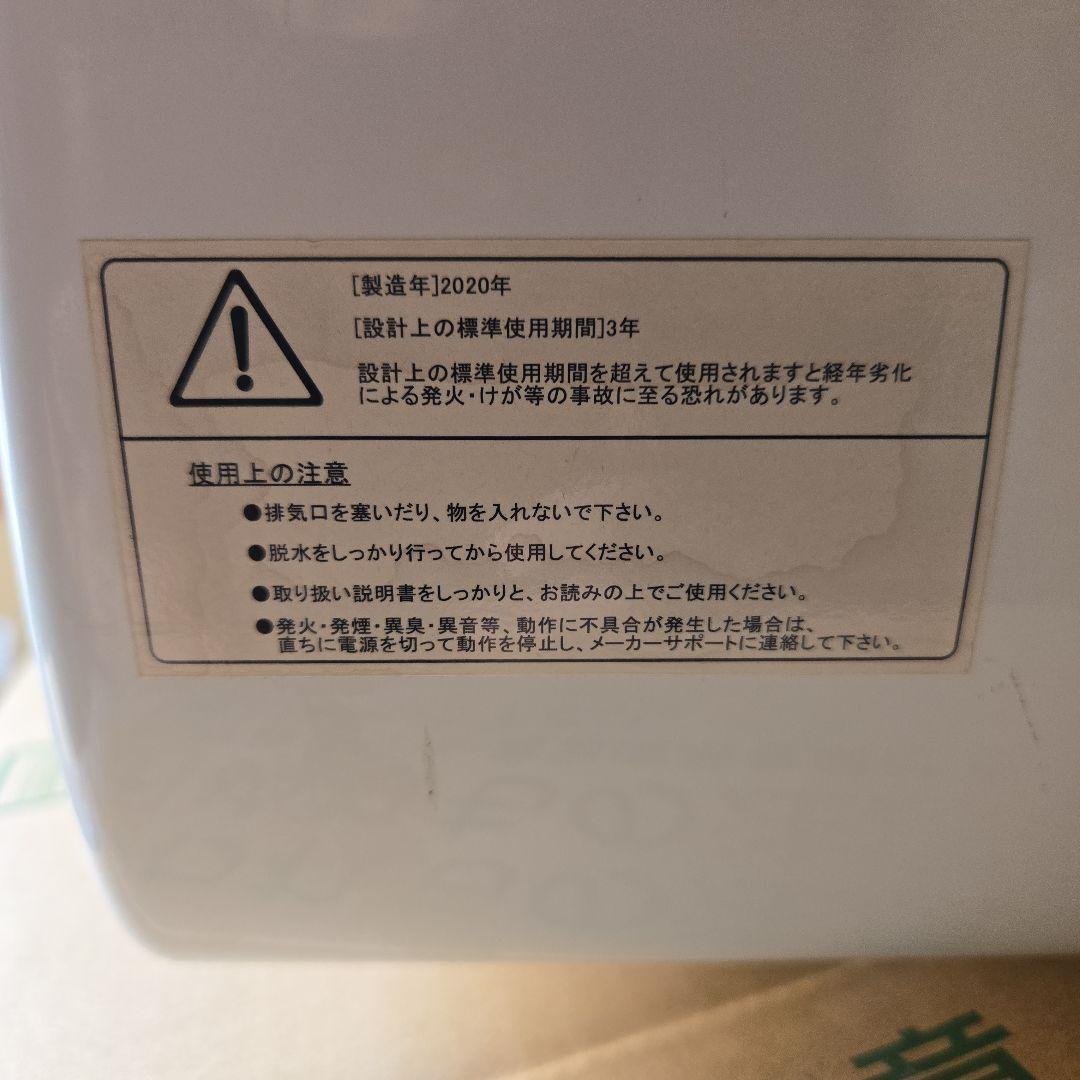 [製造年]2020年
[設計上の標準使用期間]3年
設計上の標準使用期間を超えて使用されますと経年劣化
による発火・けが等の事故に至る恐れがあります。
使用上の注意
●排気口を塞いだり、物を入れないで下さい。
●脱水をしっかり行ってから使用してください。
●取り扱い説明書をしっかりと、お読みの上でご使用ください。
●発火・発煙・異臭・異音等、動作に不具合が発生した場合は、
直ちに電源を切って動作を停止し、メーカーサポートに連絡して下さい。
意